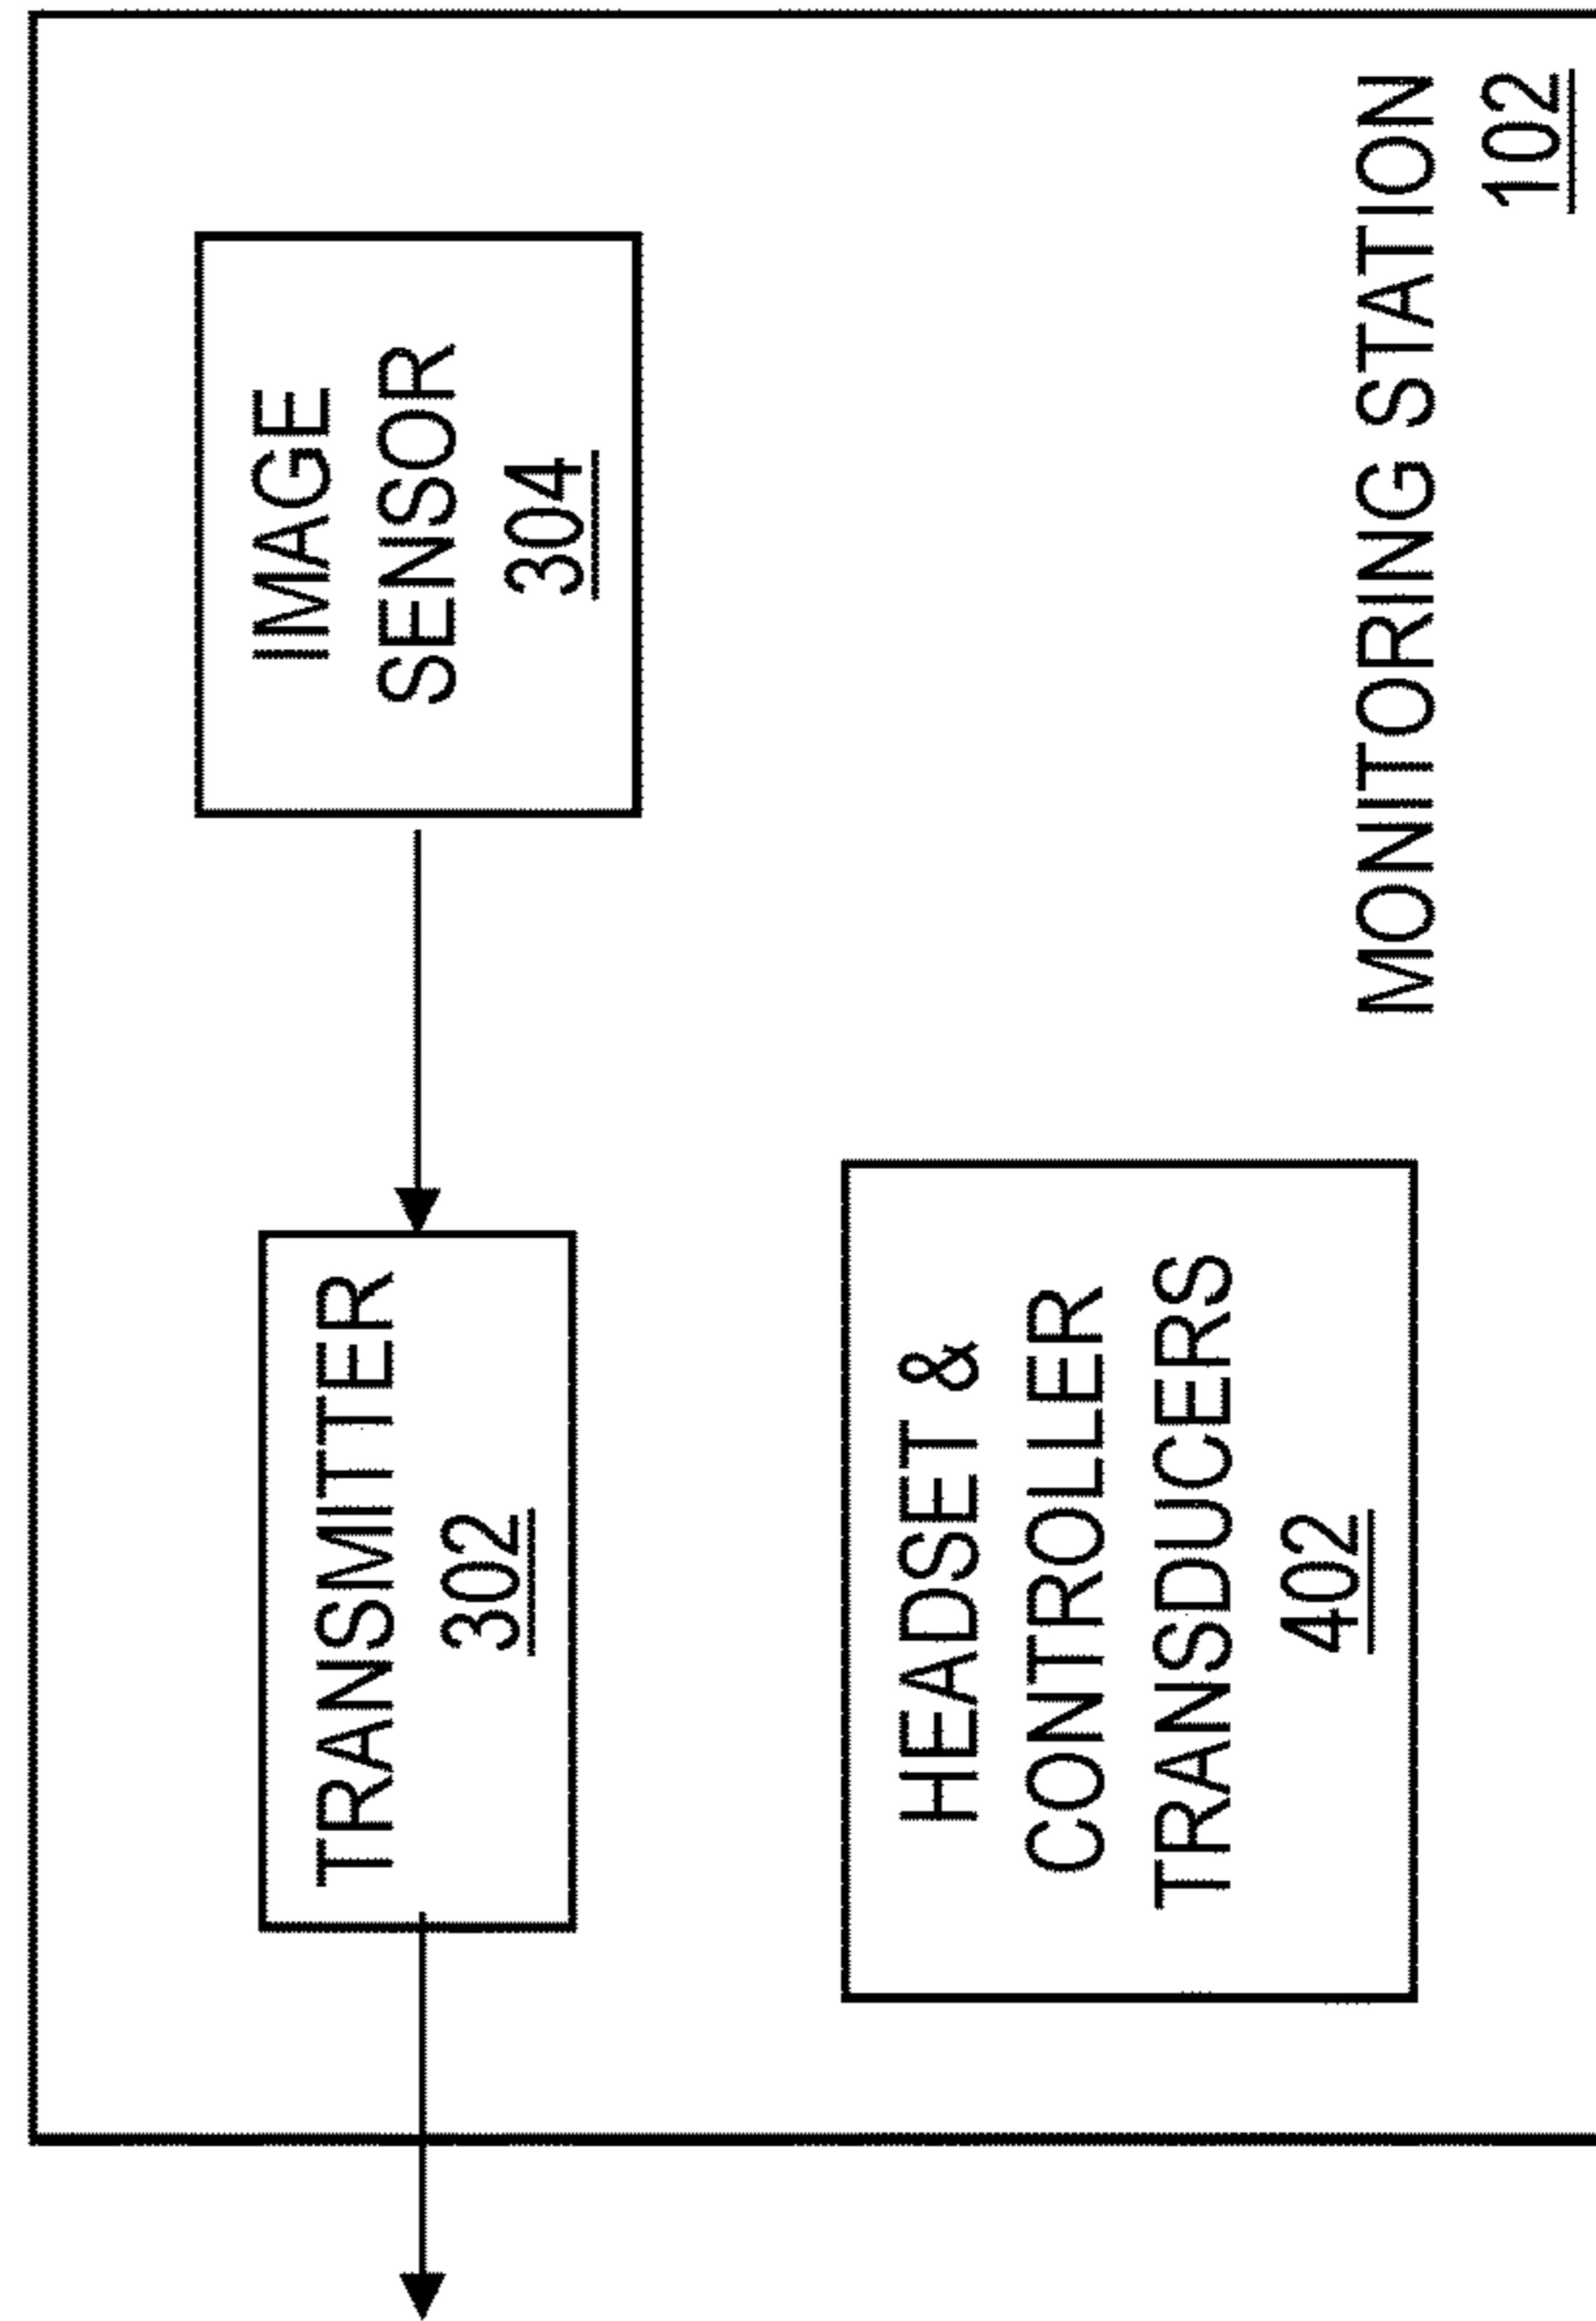 TRANSMITTER
302
IMAGE
SENSOR
304
HEADSET &
CONTROLLER
TRANSDUCERS
402
MONITORING STATION
102